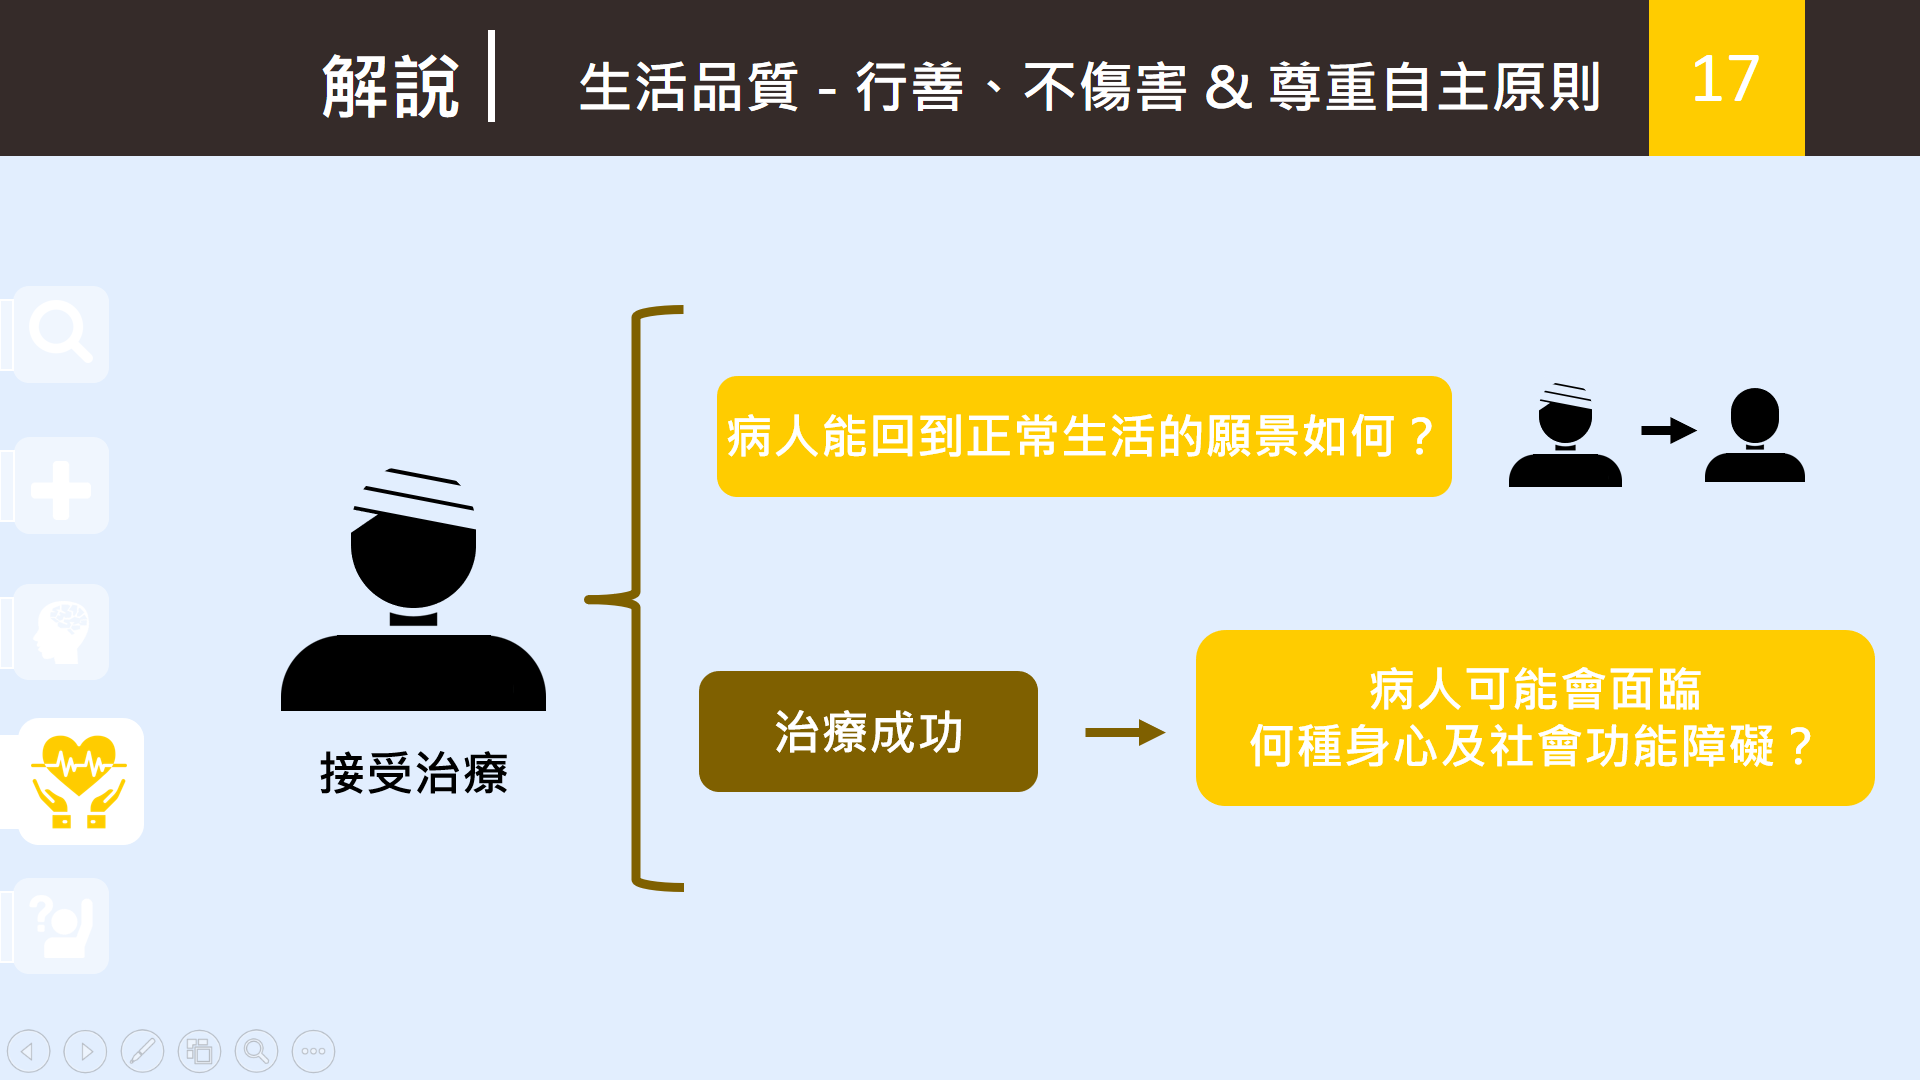 解說
生活品質 - 行善、不傷害 & 尊重自主原則
17
病人能回到正常生活的願景如何？
接受治療
治療成功
病人可能會面臨
何種身心及社會功能障礙？